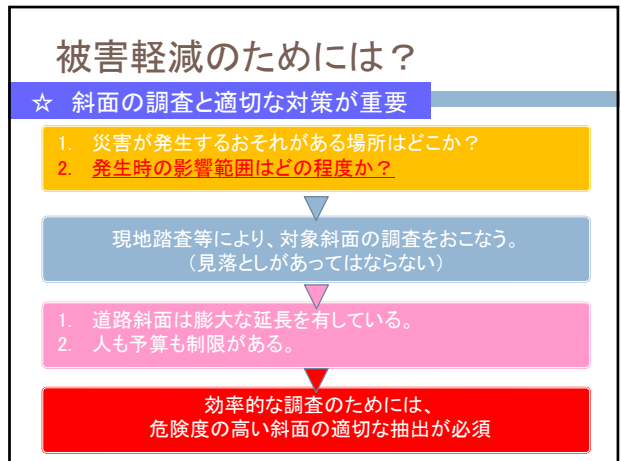 被害軽減のためには？
☆ 斜面の調査と適切な対策が重要
1. 災害が発生するおそれがある場所はどこか？
2. 発生時の影響範囲はどの程度か？
現地踏査等により、対象斜面の調査をおこなう。
（見落としがあってはならない）
1. 道路斜面は膨大な延長を有している。
2. 人も予算も制限がある。
効率的な調査のためには、
危険度の高い斜面の適切な抽出が必須